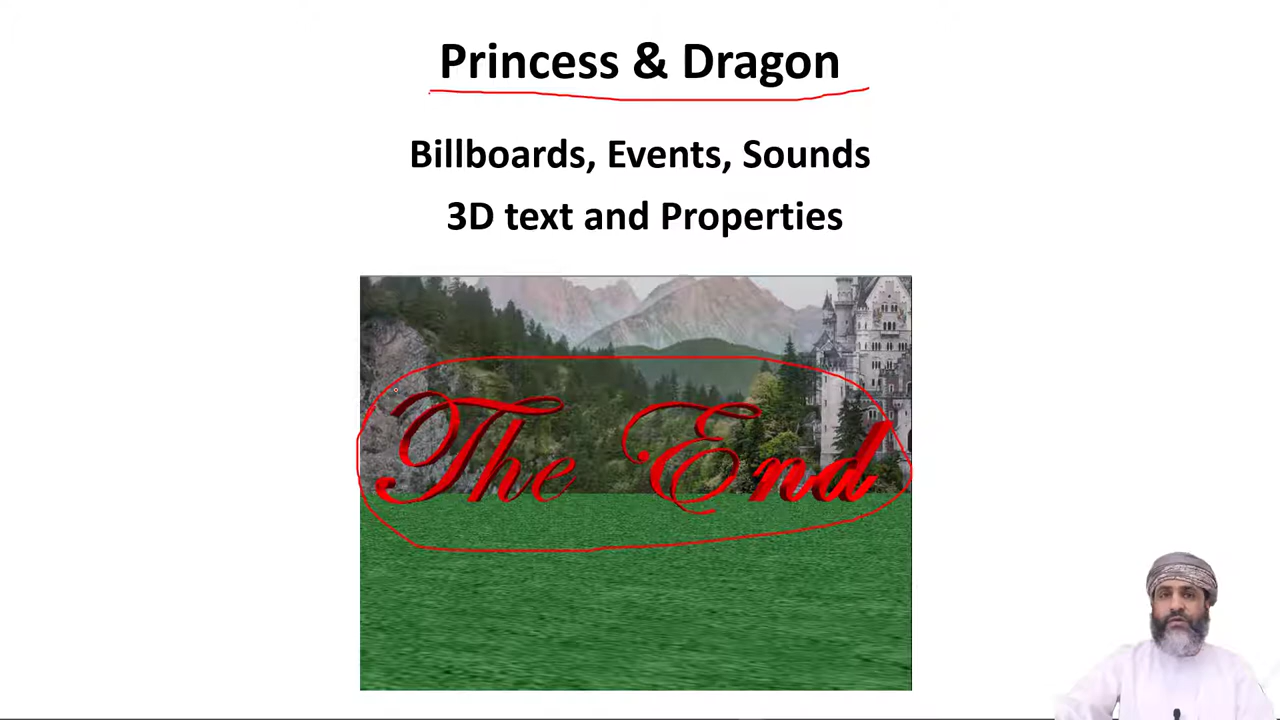 Princess & Dragon
Billboards, Events, Sounds
3D text and Properties
The End